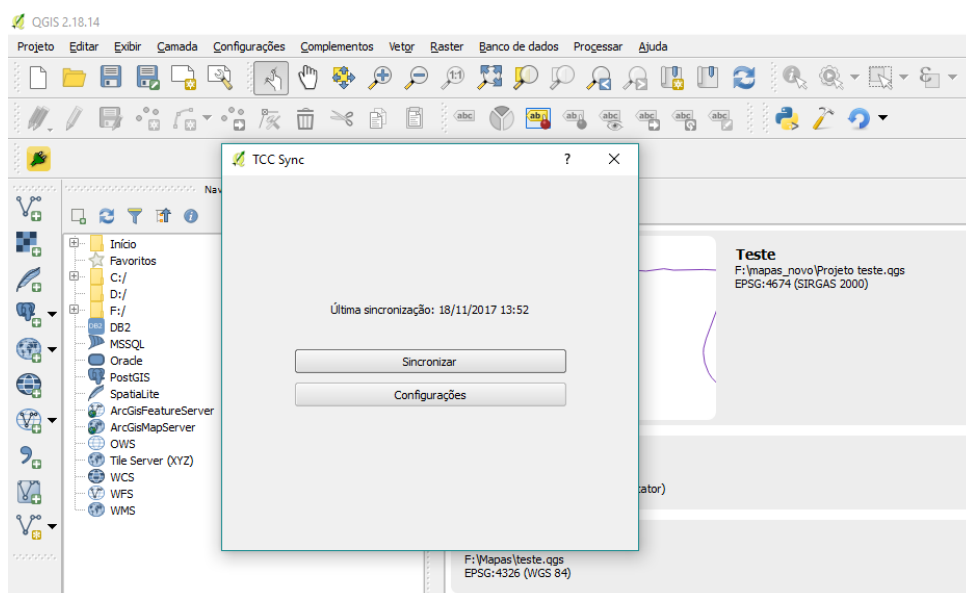 QGIS 2.18.14
Projeto Editar Exibir Camada Configurações Complementos Vetor Raster Banco de dados Processar Ajuda
TCC Sync
Última sincronização: 18/11/2017 13:52
Sincronizar
Configurações
Início
Favoritos
C:/
D:/
F:/
DB2
MSSQL
Oracle
PostGIS
SpatiaLite
ArcGisFeatureServer
ArcGisMapServer
OWS
Tile Server (XYZ)
WCS
WFS
WMS
Teste
F:\mapas_novo\Projeto teste.qgs
EPSG:4674 (SIRGAS 2000)
F:\Mapas\teste.qgs
EPSG:4326 (WGS 84)